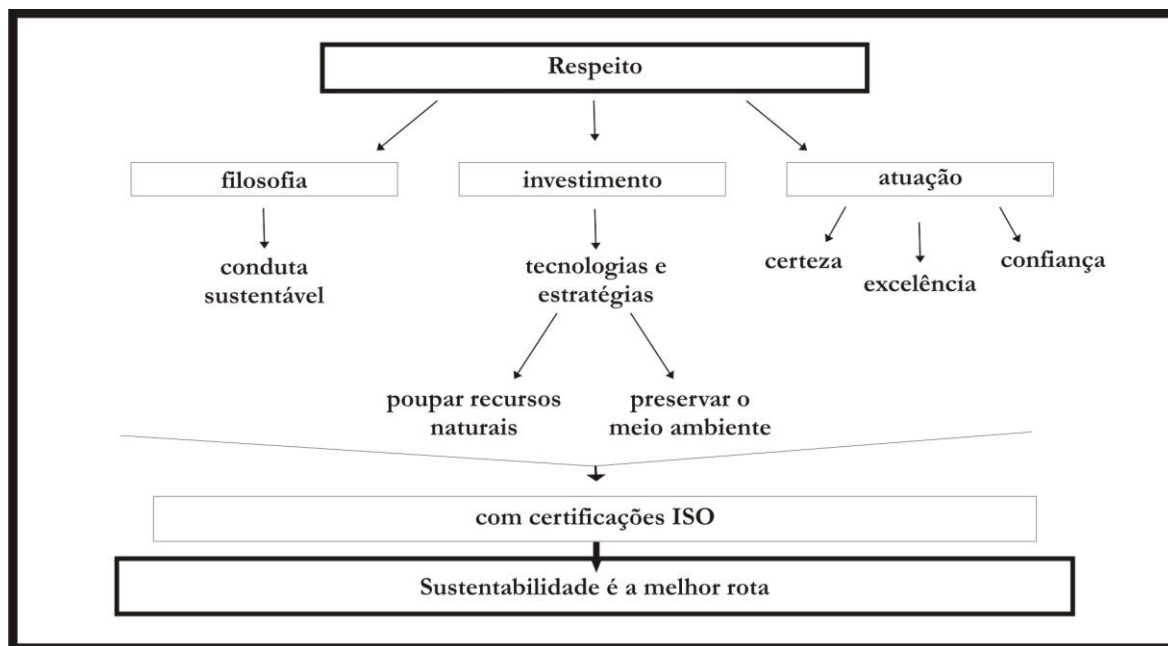 Respeito
filosofia
investimento
atuação
conduta
sustentável
tecnologias e
estratégias
certeza
excelência
confiança
poupar recursos
naturais
preservar o
meio ambiente
com certificações ISO
Sustentabilidade é a melhor rota